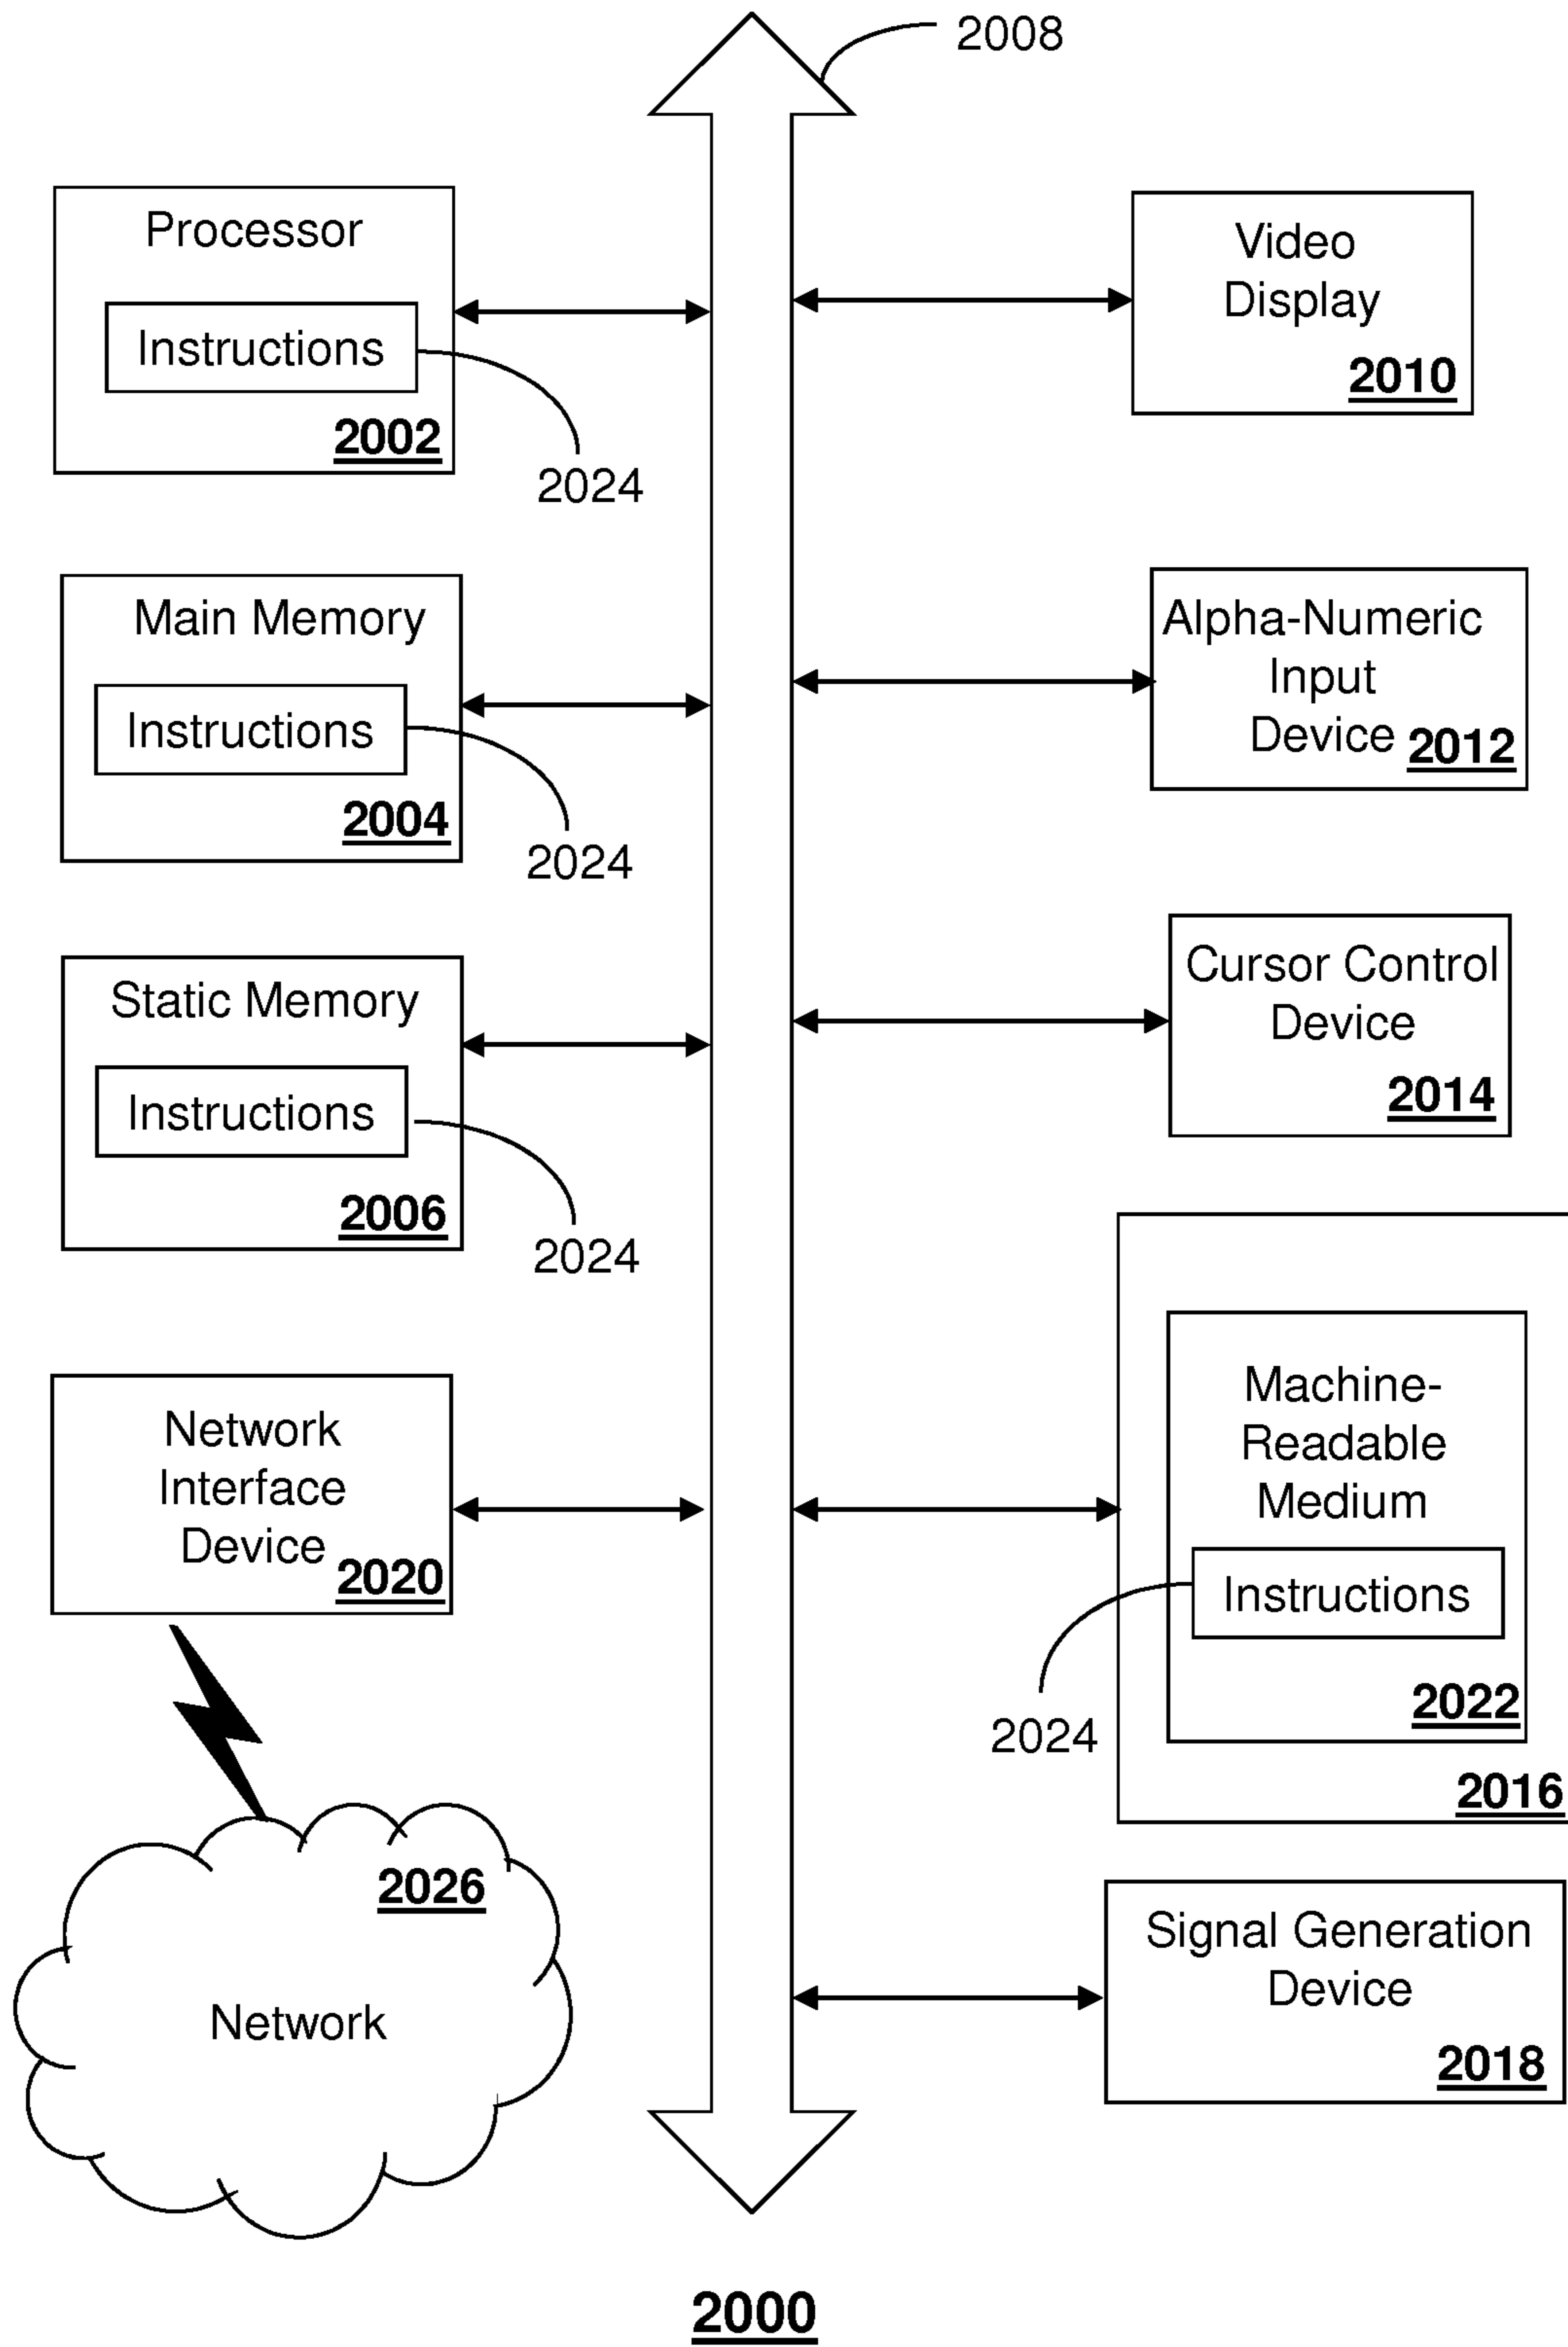 2008
Processor
Instructions
2002
2024
Main Memory
Instructions
2004
2024
Static Memory
Instructions
2006
2024
Network
Interface
Device
2020
2026
Network
Video
Display
2010
Alpha-Numeric
Input
Device 2012
Cursor Control
Device
2014
Machine-
Readable
Medium
Instructions
2022
2024
2016
Signal Generation
Device
2018
2000